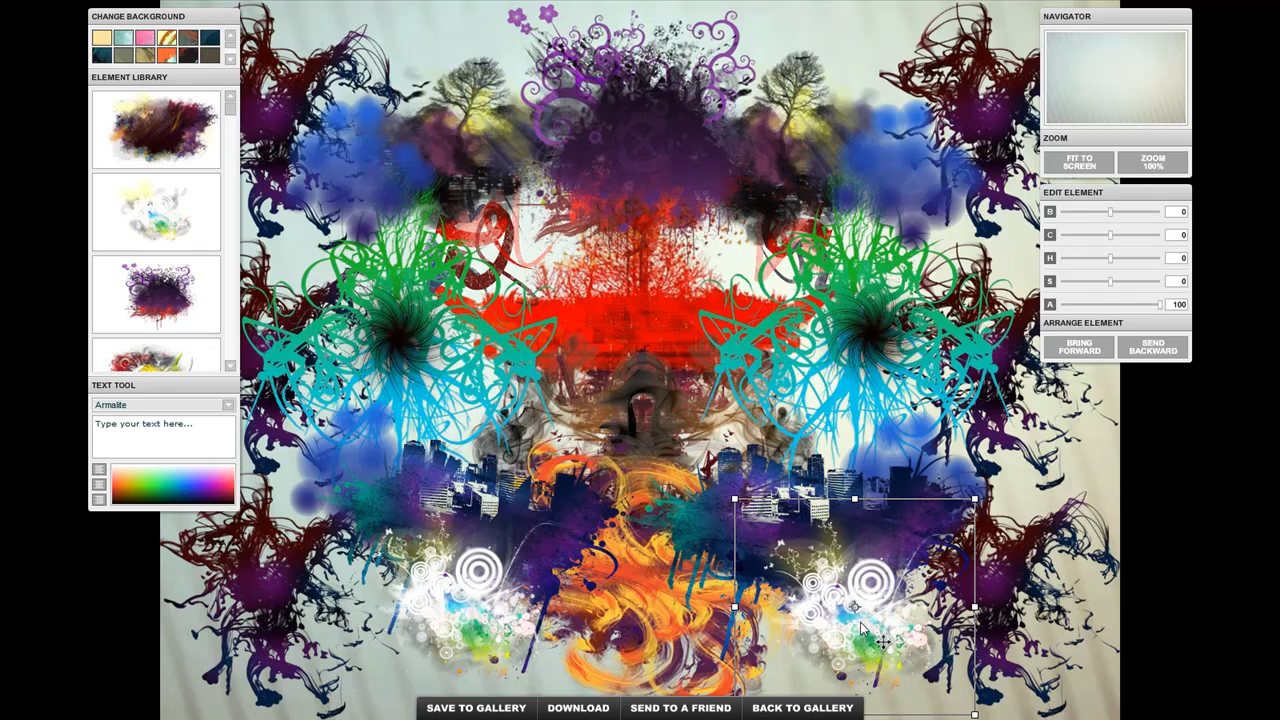 CHANGE BACKGROUND
ELEMENT LIBRARY
TEXT TOOL
Armalite
Type your text here...
NAVIGATOR
ZOOM
FIT TO
SCREEN
ZOOM
100%
EDIT ELEMENT
B 0
C 0
H 0
S 0
A 100
ARRANGE ELEMENT
BRING
FORWARD
SEND
BACKWARD
SAVE TO GALLERY
DOWNLOAD
SEND TO A FRIEND
BACK TO GALLERY